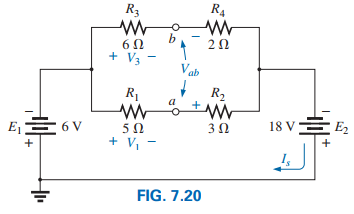 R3 R4
6 Ω b − 2 Ω
+ V3 −
Vab
R1 a + R2
E1 − + 6 V 5 Ω 3 Ω 18 V − + E2
+ V1 −
Is
FIG. 7.20